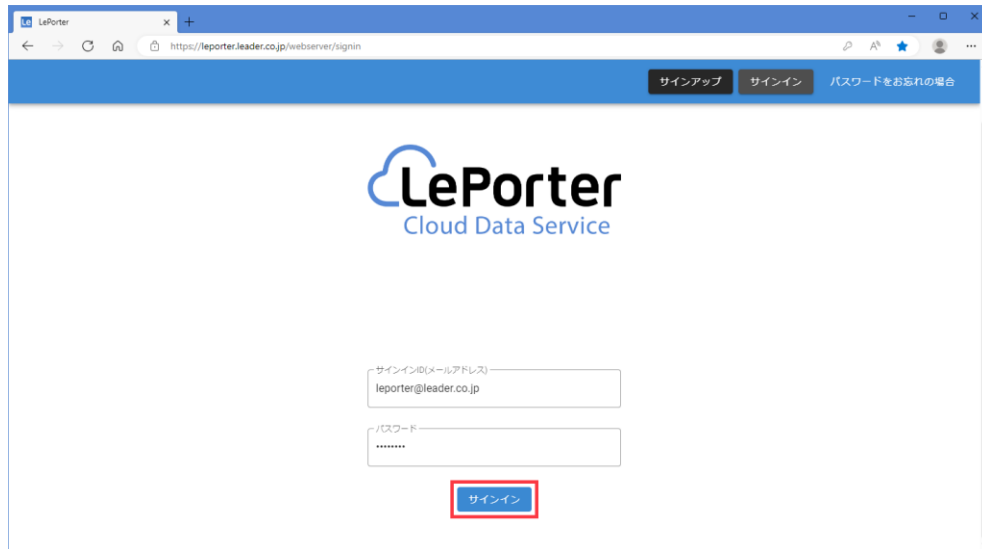 Le LePorter
https://leporter.leader.co.jp/webserver/signin
サインアップ サインイン パスワードをお忘れの場合
LePorter
Cloud Data Service
サインインID(メールアドレス)
leporter@leader.co.jp
パスワード
••••••••
サインイン